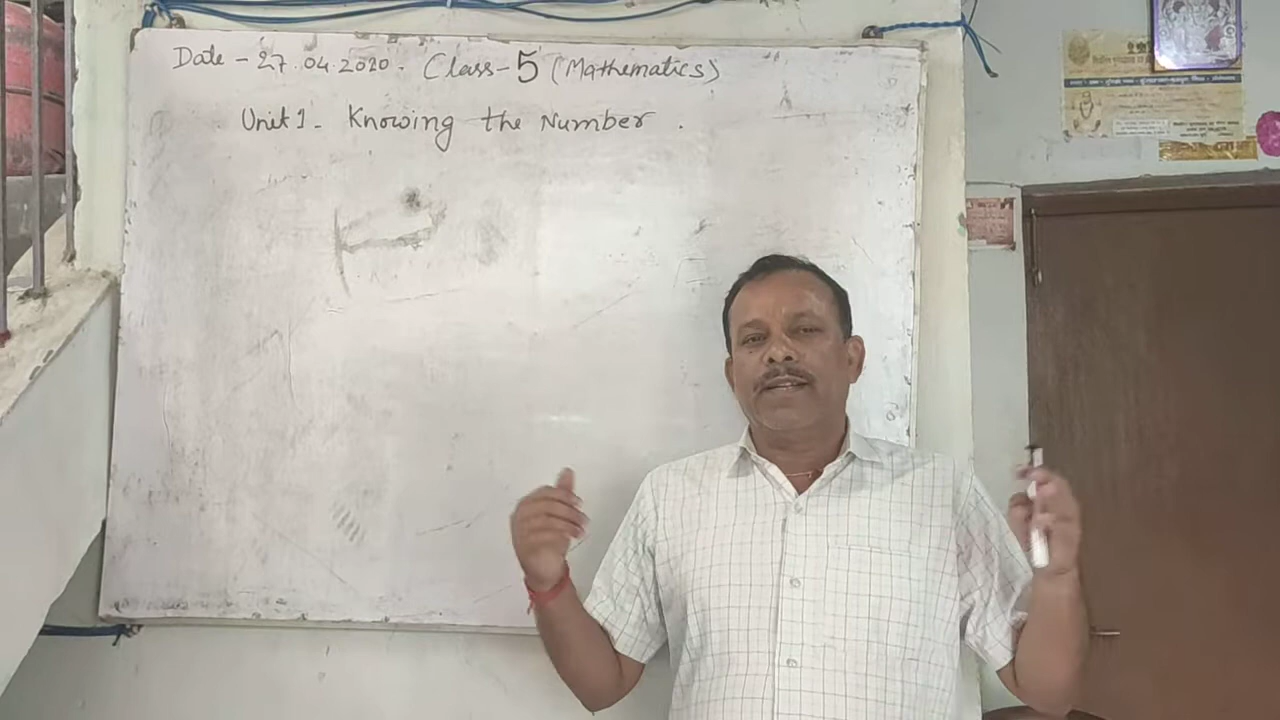 Date - 27.04.2020. Class-5 (Mathematics)
Unit 1 - Knowing the Number.